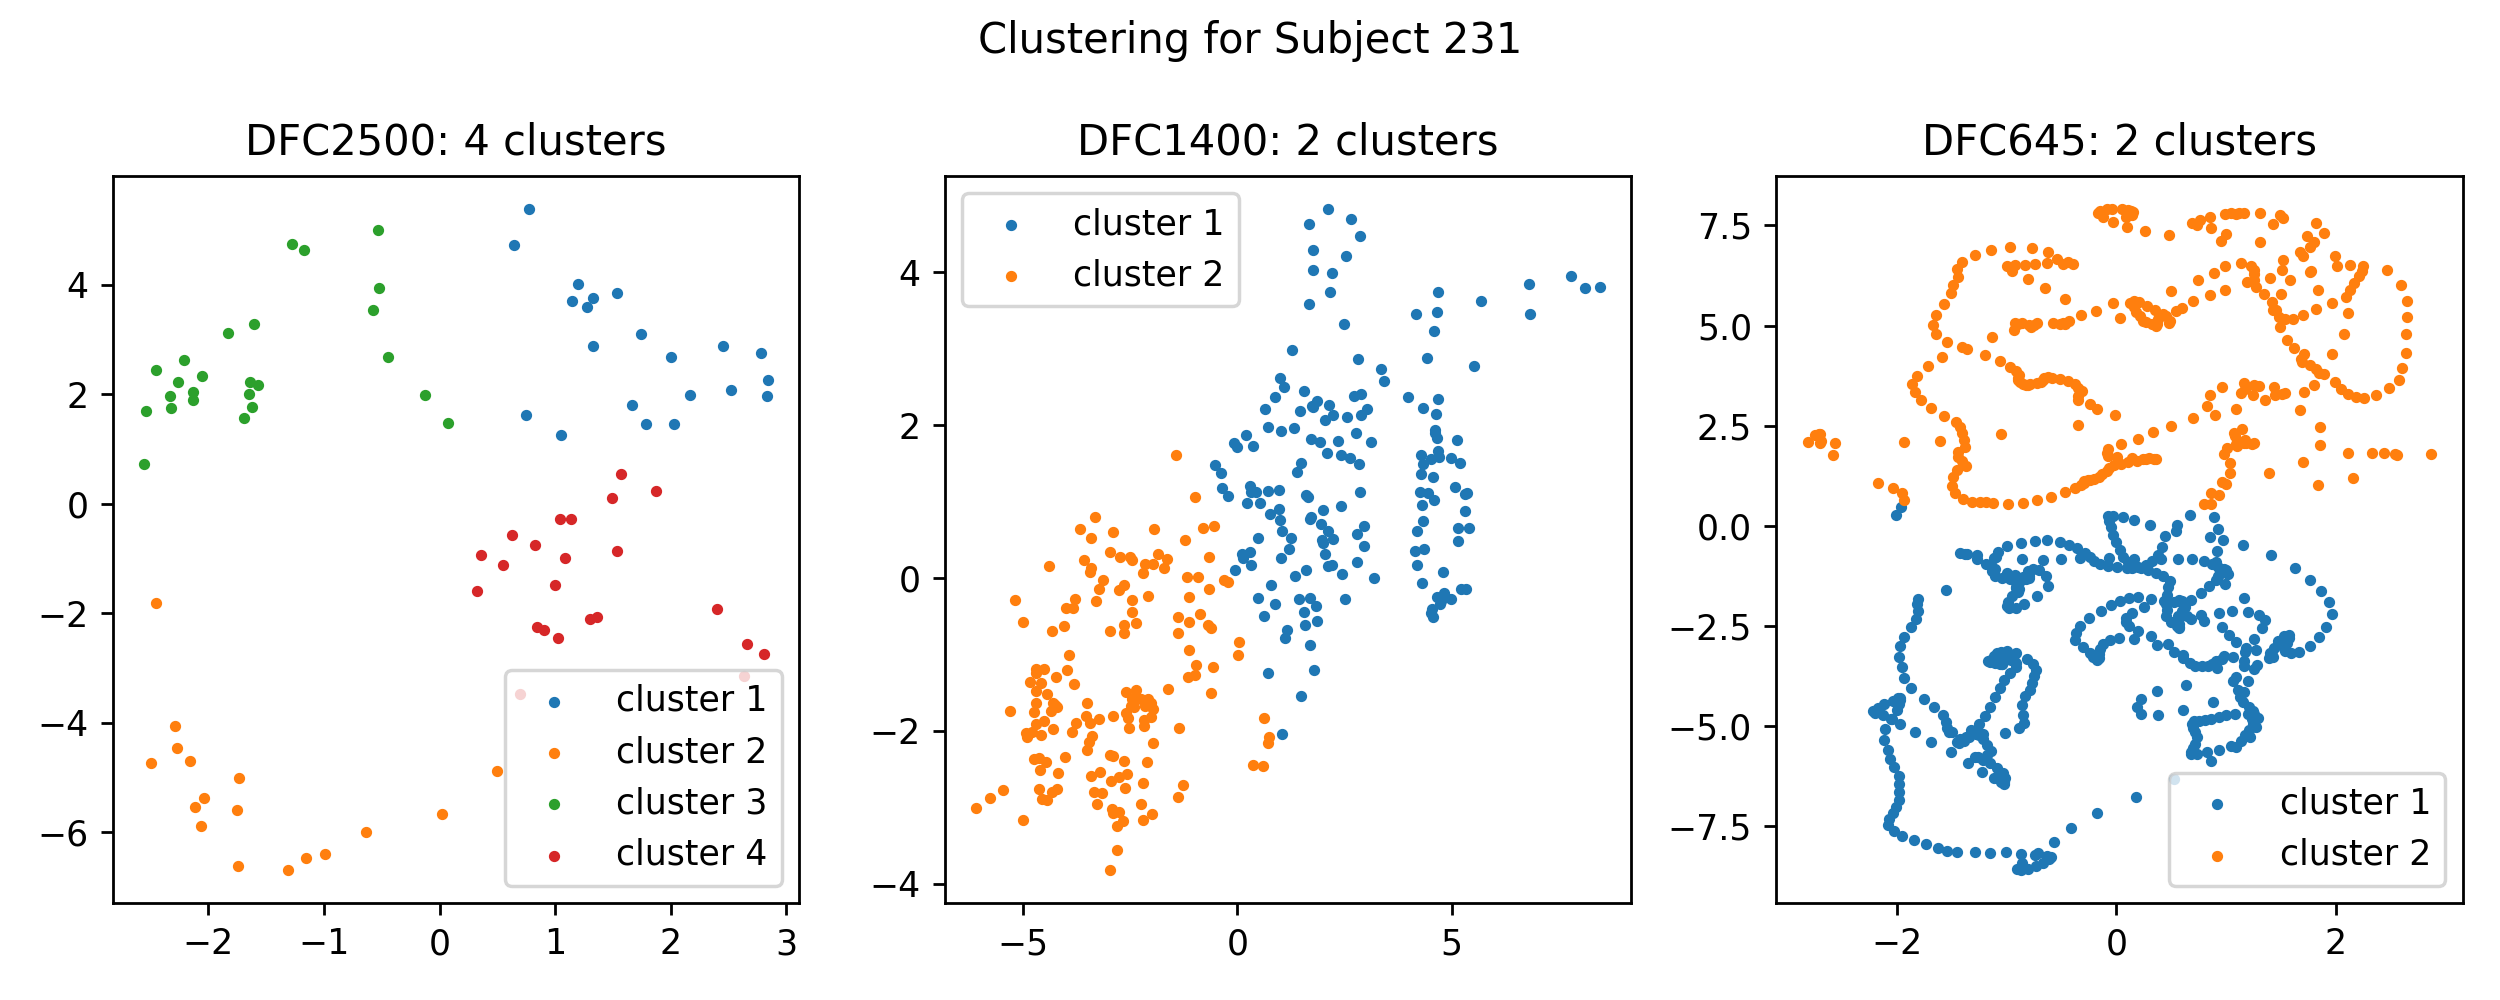 Clustering for Subject 231
DFC2500: 4 clusters
4
2
0
−2
−4
−6
−2 −1 0 1 2 3
cluster 1
cluster 2
cluster 3
cluster 4
DFC1400: 2 clusters
cluster 1
cluster 2
4
2
0
−2
−4
−5 0 5
DFC645: 2 clusters
7.5
5.0
2.5
0.0
−2.5
−5.0
−7.5
−2 0 2
cluster 1
cluster 2